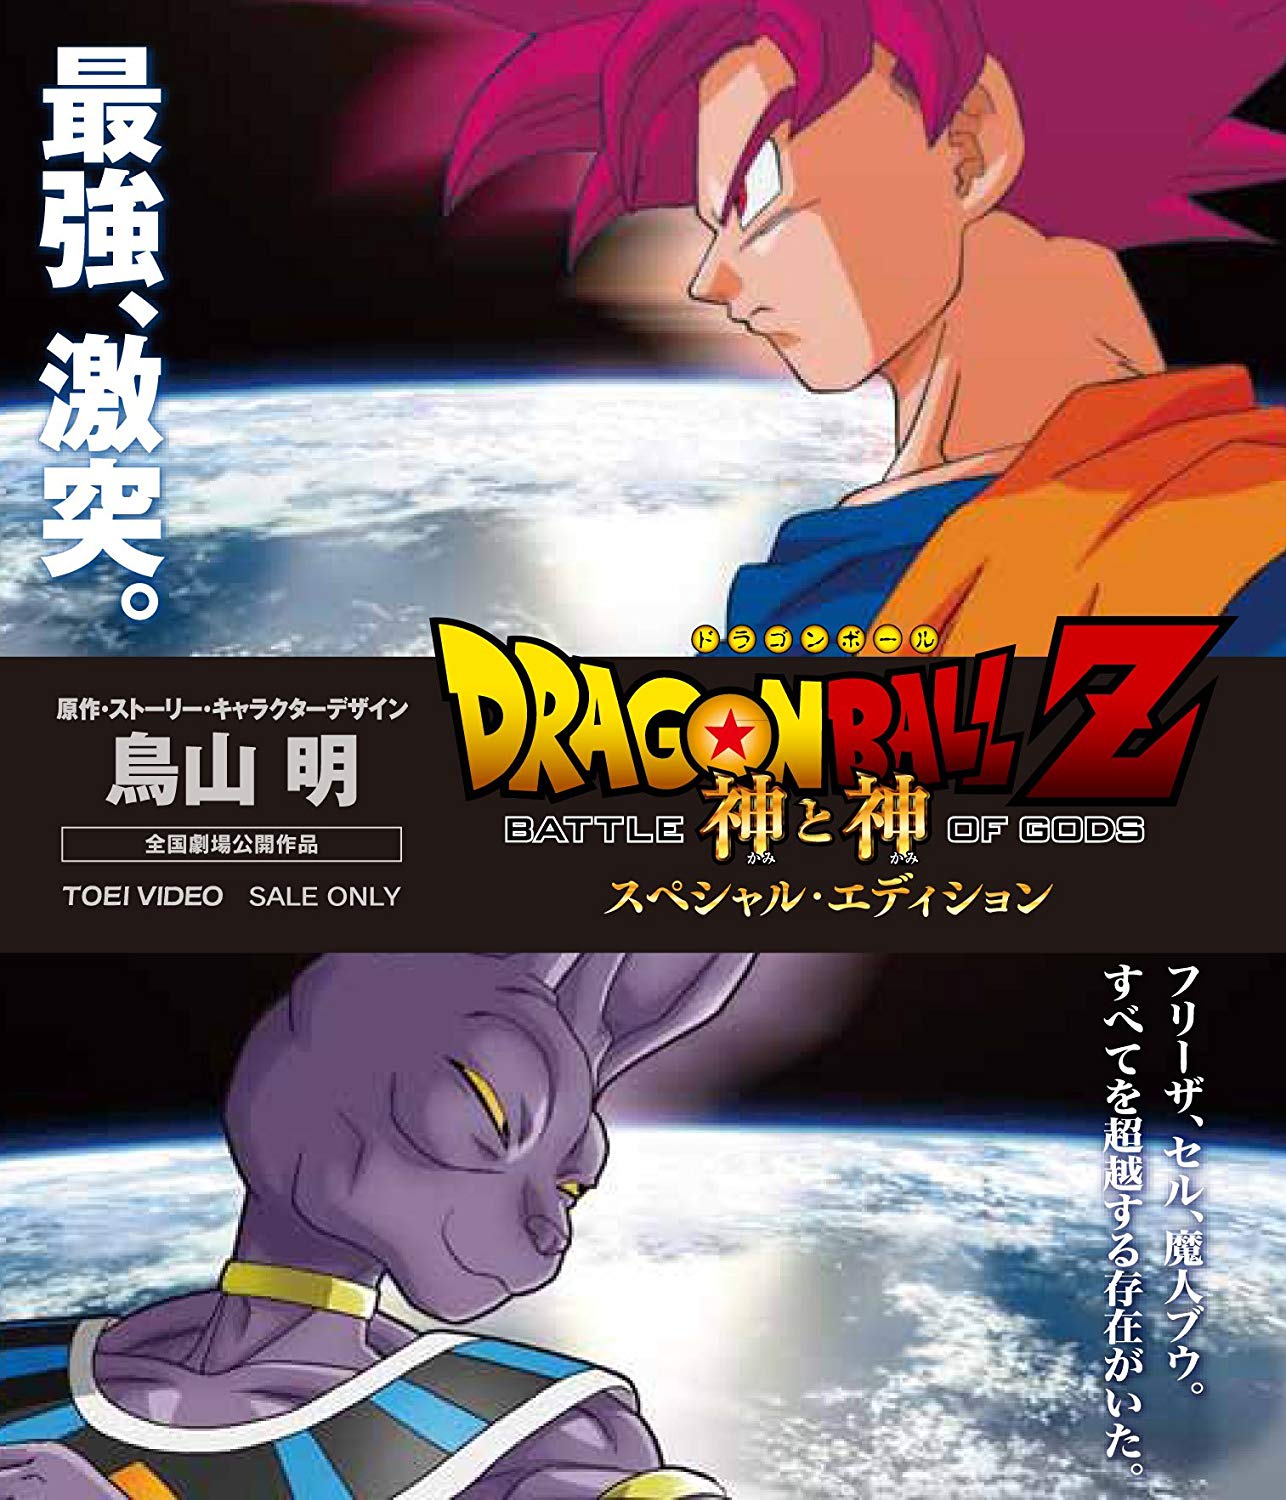 最強、激突。
原作・ストーリー・キャラクターデザイン
鳥山 明
全国劇場公開作品
TOEI VIDEO SALE ONLY
ドラゴンボール
DRAGON BALL Z
BATTLE 神と神 OF GODS
かみ かみ
スペシャル・エディション
フリーザ、セル、魔人ブウ。
すべてを超越する存在がいた。